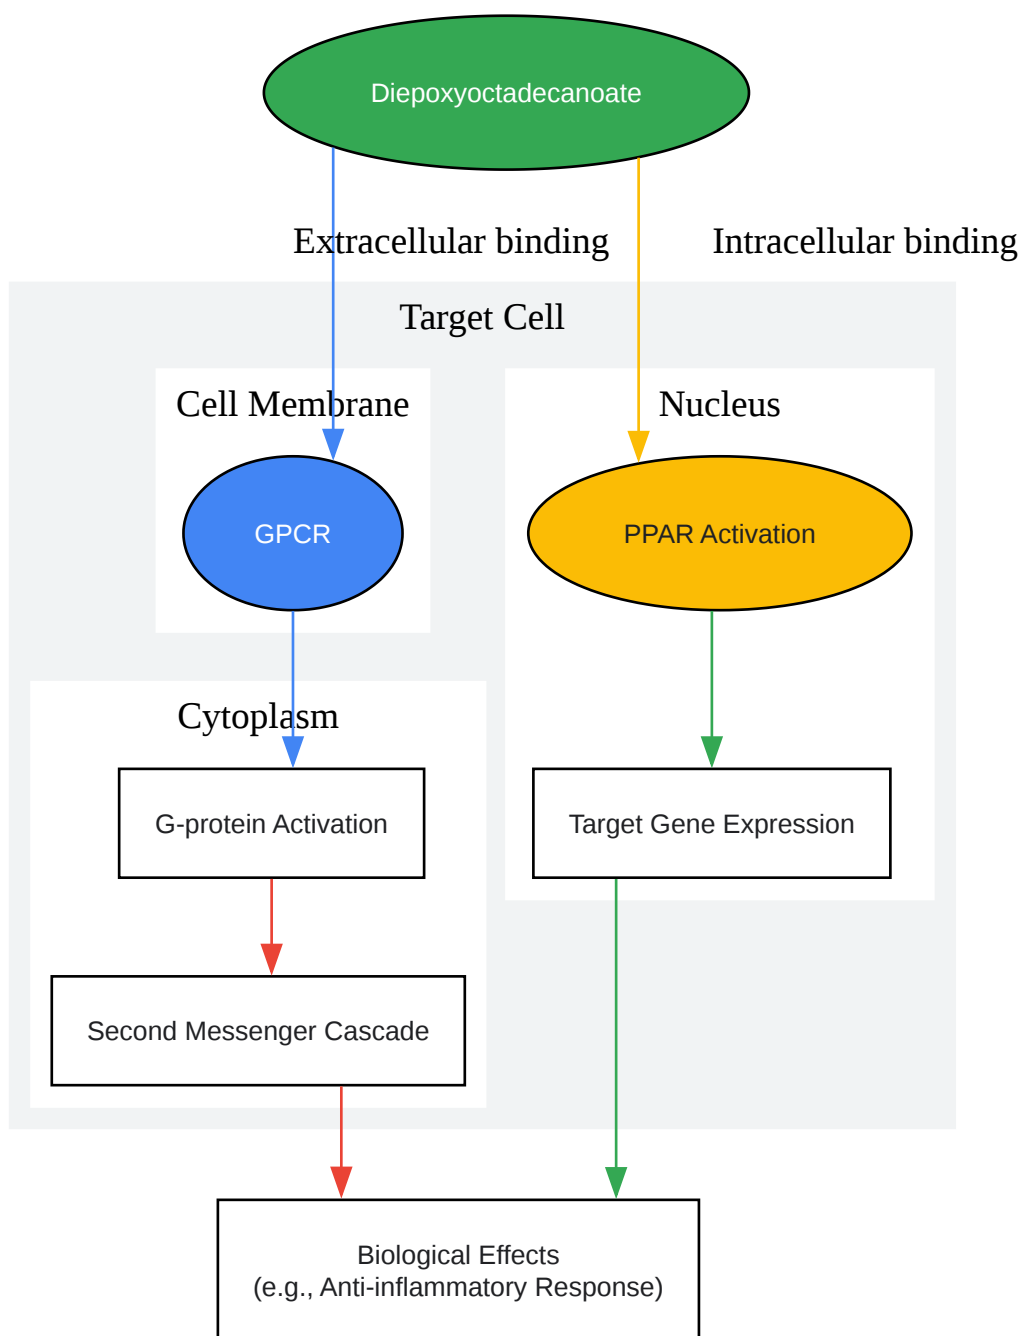 Diepoxyoctadecanoate
Extracellular binding
Intracellular binding
Target Cell
Cell Membrane
Nucleus
GPCR
PPAR Activation
Cytoplasm
G-protein Activation
Target Gene Expression
Second Messenger Cascade
Biological Effects
(e.g., Anti-inflammatory Response)